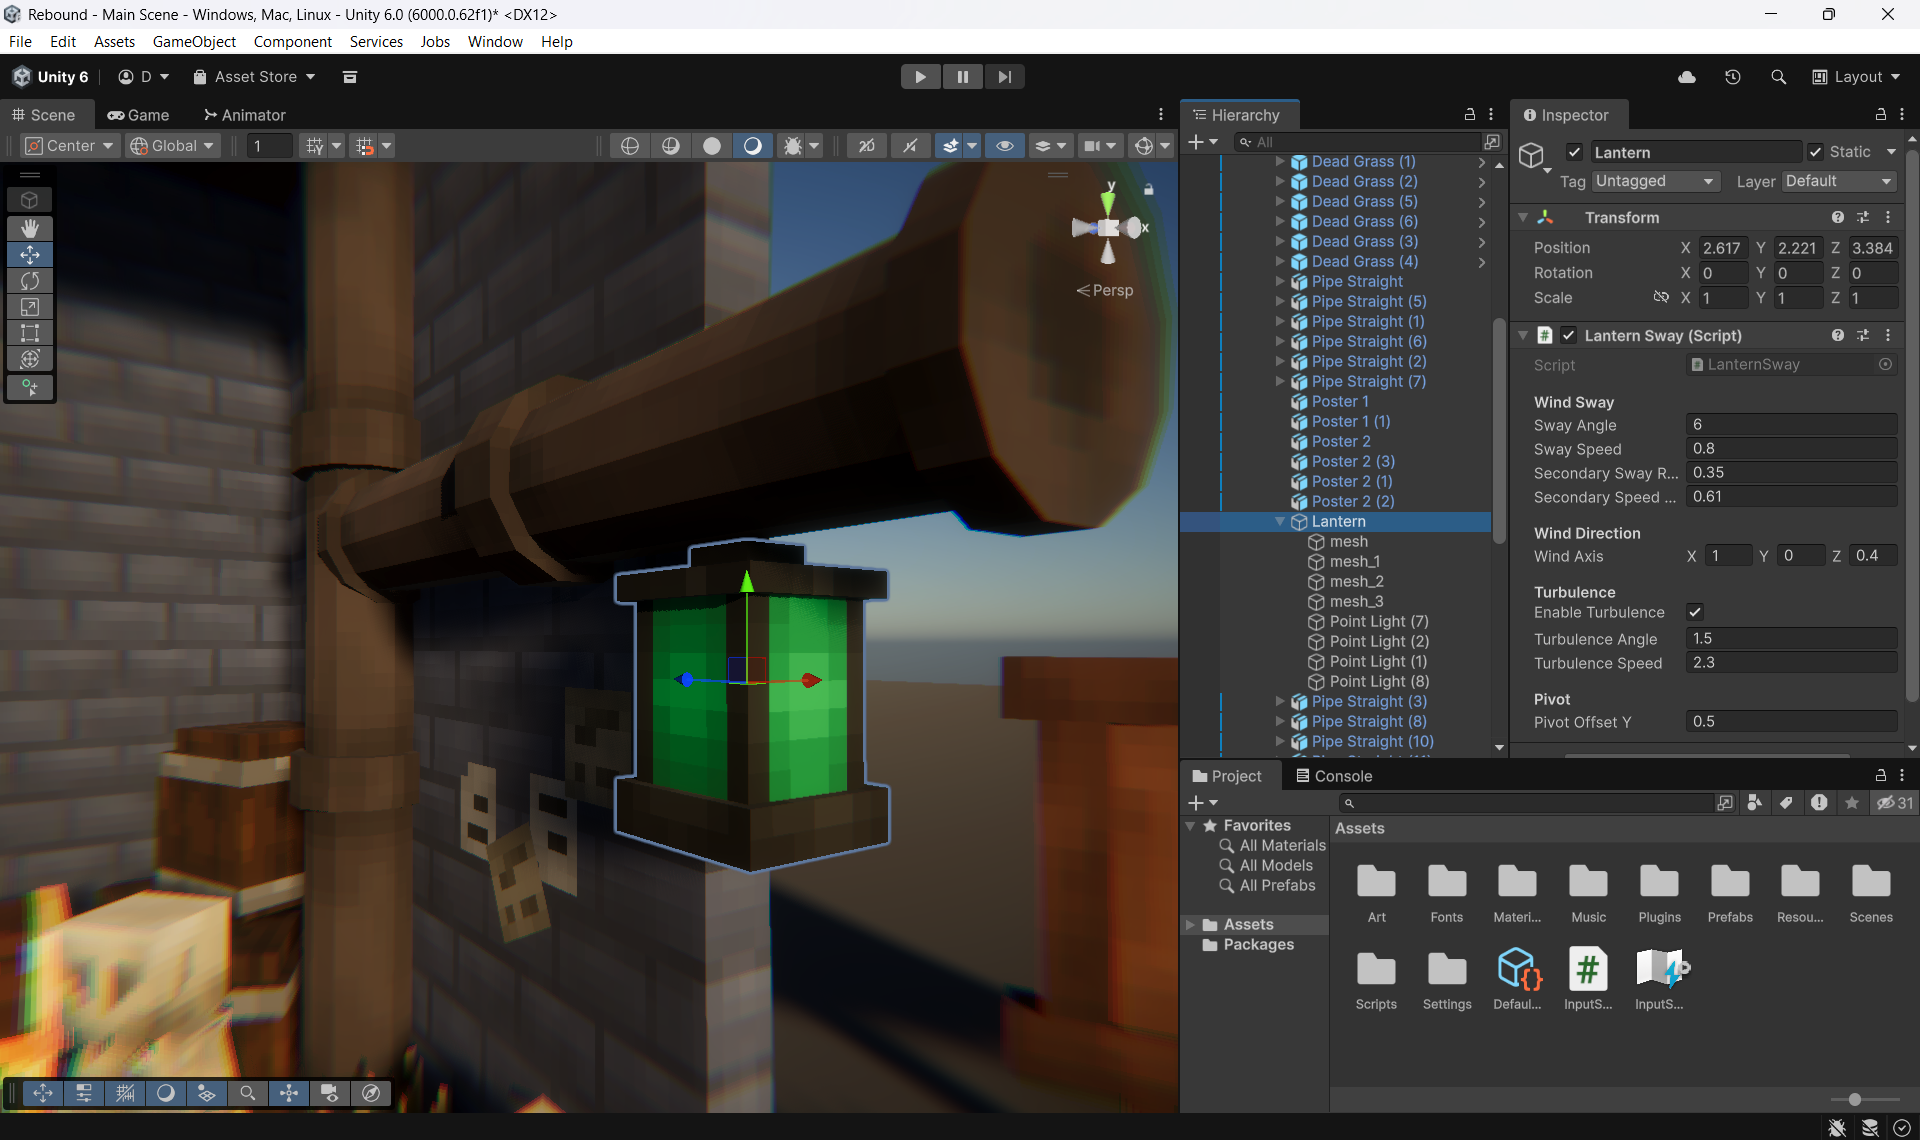 Rebound - Main Scene - Windows, Mac, Linux - Unity 6.0 (6000.0.62f1)* <DX12>
File Edit Assets GameObject Component Services Jobs Window Help
Unity 6 D Asset Store Layout
Scene Game Animator
Center Global 1
y
x
Persp
Hierarchy
All
Dead Grass (1)
Dead Grass (2)
Dead Grass (5)
Dead Grass (6)
Dead Grass (3)
Dead Grass (4)
Pipe Straight
Pipe Straight (5)
Pipe Straight (1)
Pipe Straight (6)
Pipe Straight (2)
Pipe Straight (7)
Poster 1
Poster 1 (1)
Poster 2
Poster 2 (3)
Poster 2 (1)
Poster 2 (2)
Lantern
mesh
mesh_1
mesh_2
mesh_3
Point Light (7)
Point Light (2)
Point Light (1)
Point Light (8)
Pipe Straight (3)
Pipe Straight (8)
Pipe Straight (10)
Inspector
Lantern Static
Tag Untagged Layer Default
Transform
Position X 2.617 Y 2.221 Z 3.384
Rotation X 0 Y 0 Z 0
Scale X 1 Y 1 Z 1
# Lantern Sway (Script)
Script LanternSway
Wind Sway
Sway Angle 6
Sway Speed 0.8
Secondary Sway R... 0.35
Secondary Speed ... 0.61
Wind Direction
Wind Axis X 1 Y 0 Z 0.4
Turbulence
Enable Turbulence
Turbulence Angle 1.5
Turbulence Speed 2.3
Pivot
Pivot Offset Y 0.5
Project Console
31
Favorites
All Materials
All Models
All Prefabs
Assets
Packages
Assets
Art Fonts Materi... Music Plugins Prefabs Resou... Scenes
Scripts Settings Defaul... InputS... InputS...